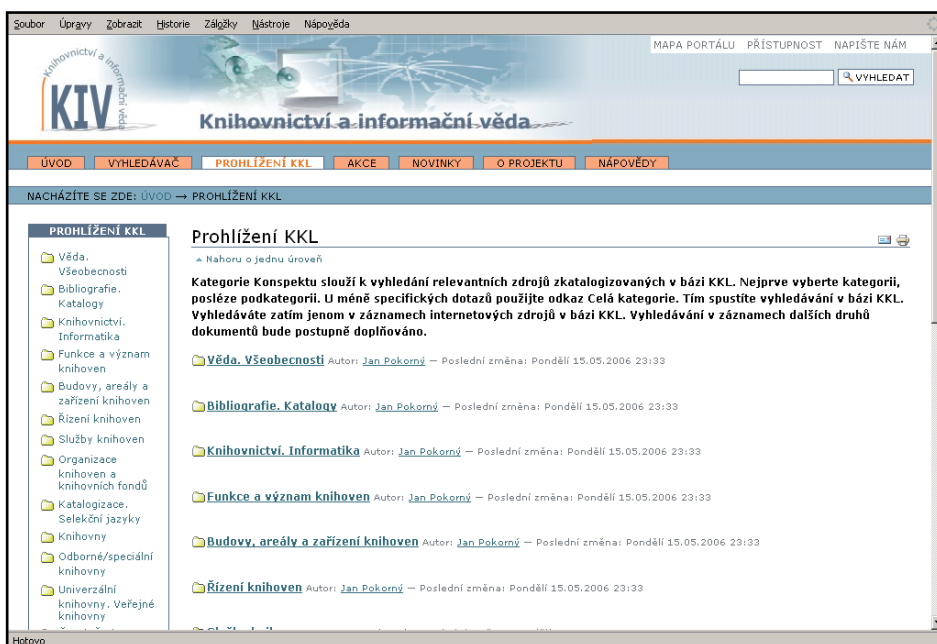 Soubor Úpravy Zobrazit Historie Záložky Nástroje Nápověda
MAPA PORTÁLU PŘÍSTUPNOST NAPIŠTE NÁM
VYHLEDAT
Knihovnictví a informační věda
KIV
Knihovnictví a informační věda
ÚVOD VYHLEDÁVAČ PROHLÍŽENÍ KKL AKCE NOVINKY O PROJEKTU NÁPOVĚDY
NACHÁZÍTE SE ZDE: ÚVOD → PROHLÍŽENÍ KKL
PROHLÍŽENÍ KKL
Věda.
Všeobecnosti
Bibliografie.
Katalogy
Knihovnictví.
Informatika
Funkce a význam
knihoven
Budovy, areály a
zařízení knihoven
Řízení knihoven
Služby knihoven
Organizace
knihoven a
knihovních fondů
Katalogizace.
Selekční jazyky
Knihovny
Odborné/speciální
knihovny
Univerzální
knihovny. Veřejné
knihovny
Prohlížení KKL
Nahoru o jednu úroveň
Kategorie Konspektu slouží k vyhledání relevantních zdrojů zkatalogizovaných v bázi KKL. Nejprve vyberte kategorii,
posléze podkategorii. U méně specifických dotazů použijte odkaz Celá kategorie. Tím spustíte vyhledávání v bázi KKL.
Vyhledáváte zatím jenom v záznamech internetových zdrojů v bázi KKL. Vyhledávání v záznamech dalších druhů
dokumentů bude postupně doplňováno.
Věda. Všeobecnosti Autor: Jan Pokorný — Poslední změna: Pondělí 15.05.2006 23:33
Bibliografie. Katalogy Autor: Jan Pokorný — Poslední změna: Pondělí 15.05.2006 23:33
Knihovnictví. Informatika Autor: Jan Pokorný — Poslední změna: Pondělí 15.05.2006 23:33
Funkce a význam knihoven Autor: Jan Pokorný — Poslední změna: Pondělí 15.05.2006 23:33
Budovy, areály a zařízení knihoven Autor: Jan Pokorný — Poslední změna: Pondělí 15.05.2006 23:33
Řízení knihoven Autor: Jan Pokorný — Poslední změna: Pondělí 15.05.2006 23:33
Hotovo